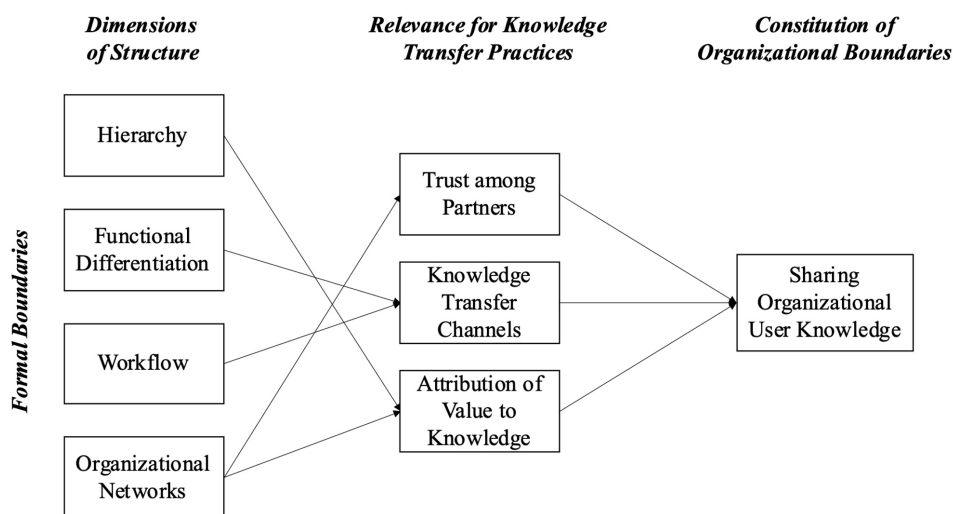 Dimensions
of Structure
Relevance for Knowledge
Transfer Practices
Constitution of
Organizational Boundaries
Formal Boundaries
Hierarchy
Functional
Differentiation
Workflow
Organizational
Networks
Trust among
Partners
Knowledge
Transfer
Channels
Attribution of
Value to
Knowledge
Sharing
Organizational
User Knowledge